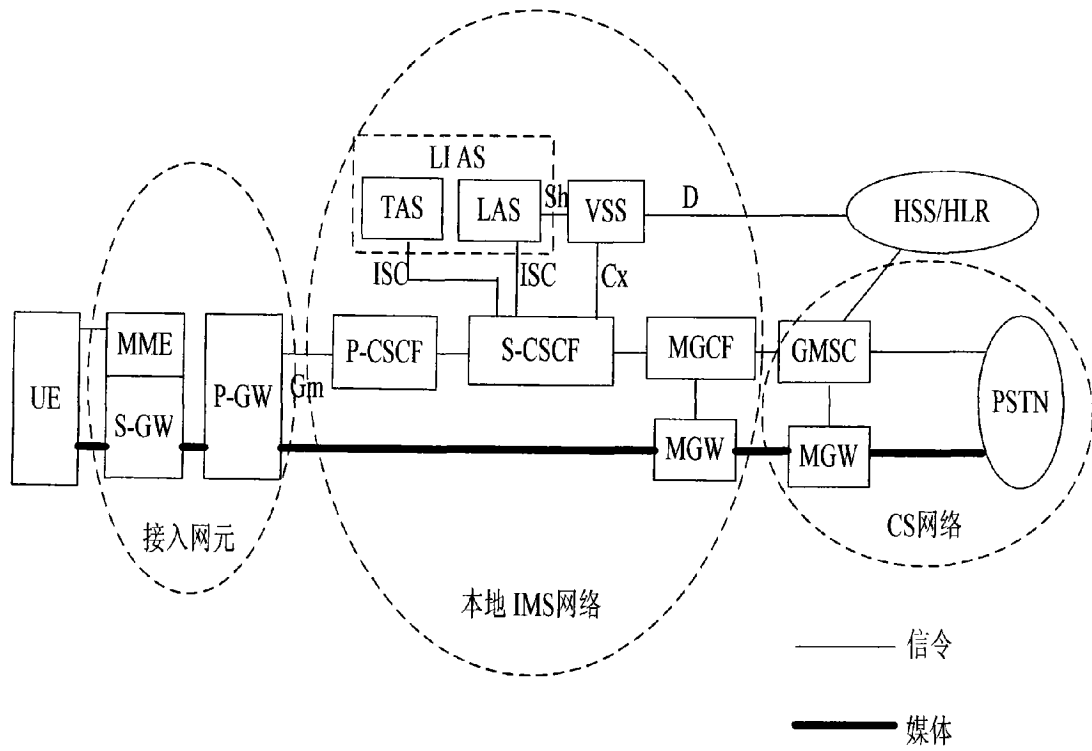 LI AS
TAS
LAS
Sh
VSS
D
HSS/HLR
ISC
ISC
Cx
UE
MME
S-GW
P-GW
Gm
P-CSCF
S-CSCF
MGCF
GMSC
PSTN
MGW
MGW
接入网元
CS网络
本地 IMS网络
信令
媒体